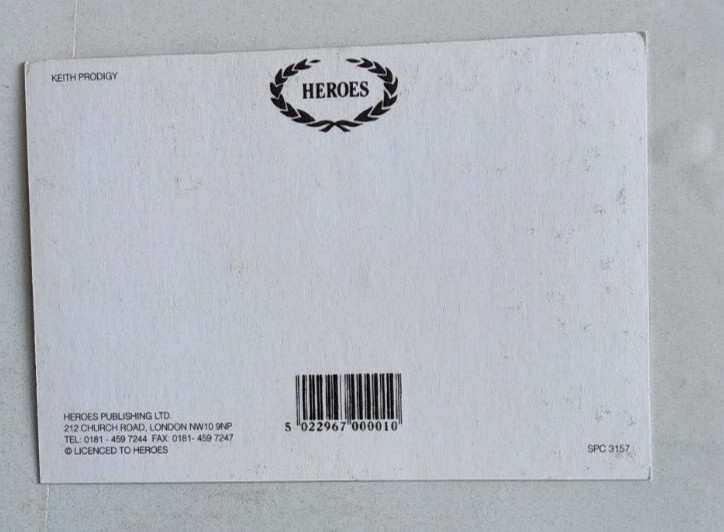 KEITH PRODIGY
HEROES
HEROES PUBLISHING LTD.
212 CHURCH ROAD, LONDON NW10 9NP
TEL: 0181 - 459 7244 FAX: 0181- 459 7247
© LICENCED TO HEROES
5 022967 000010
SPC 3157